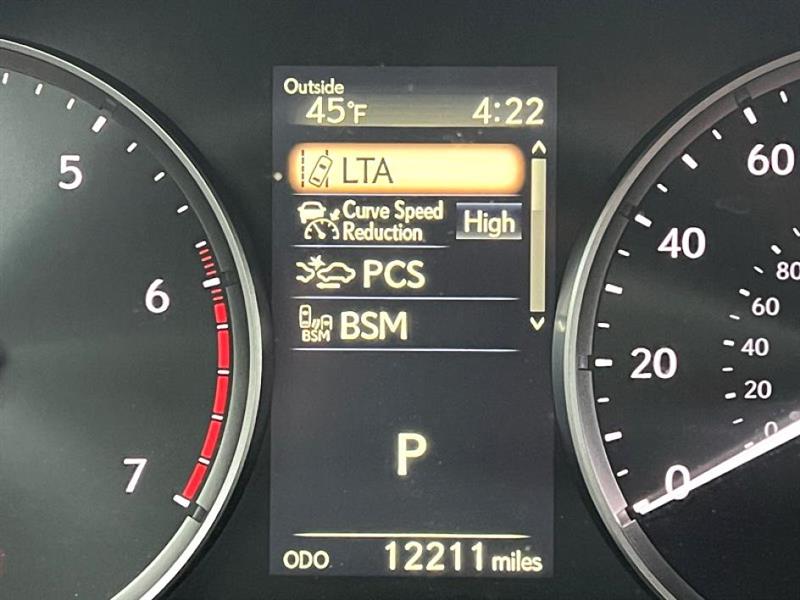 Outside
45°F 4:22
LTA
Curve Speed
Reduction High
PCS
BSM
BSM
P
ODO 12211 miles
5
6
7
60
40
20
0
80
60
40
20
0